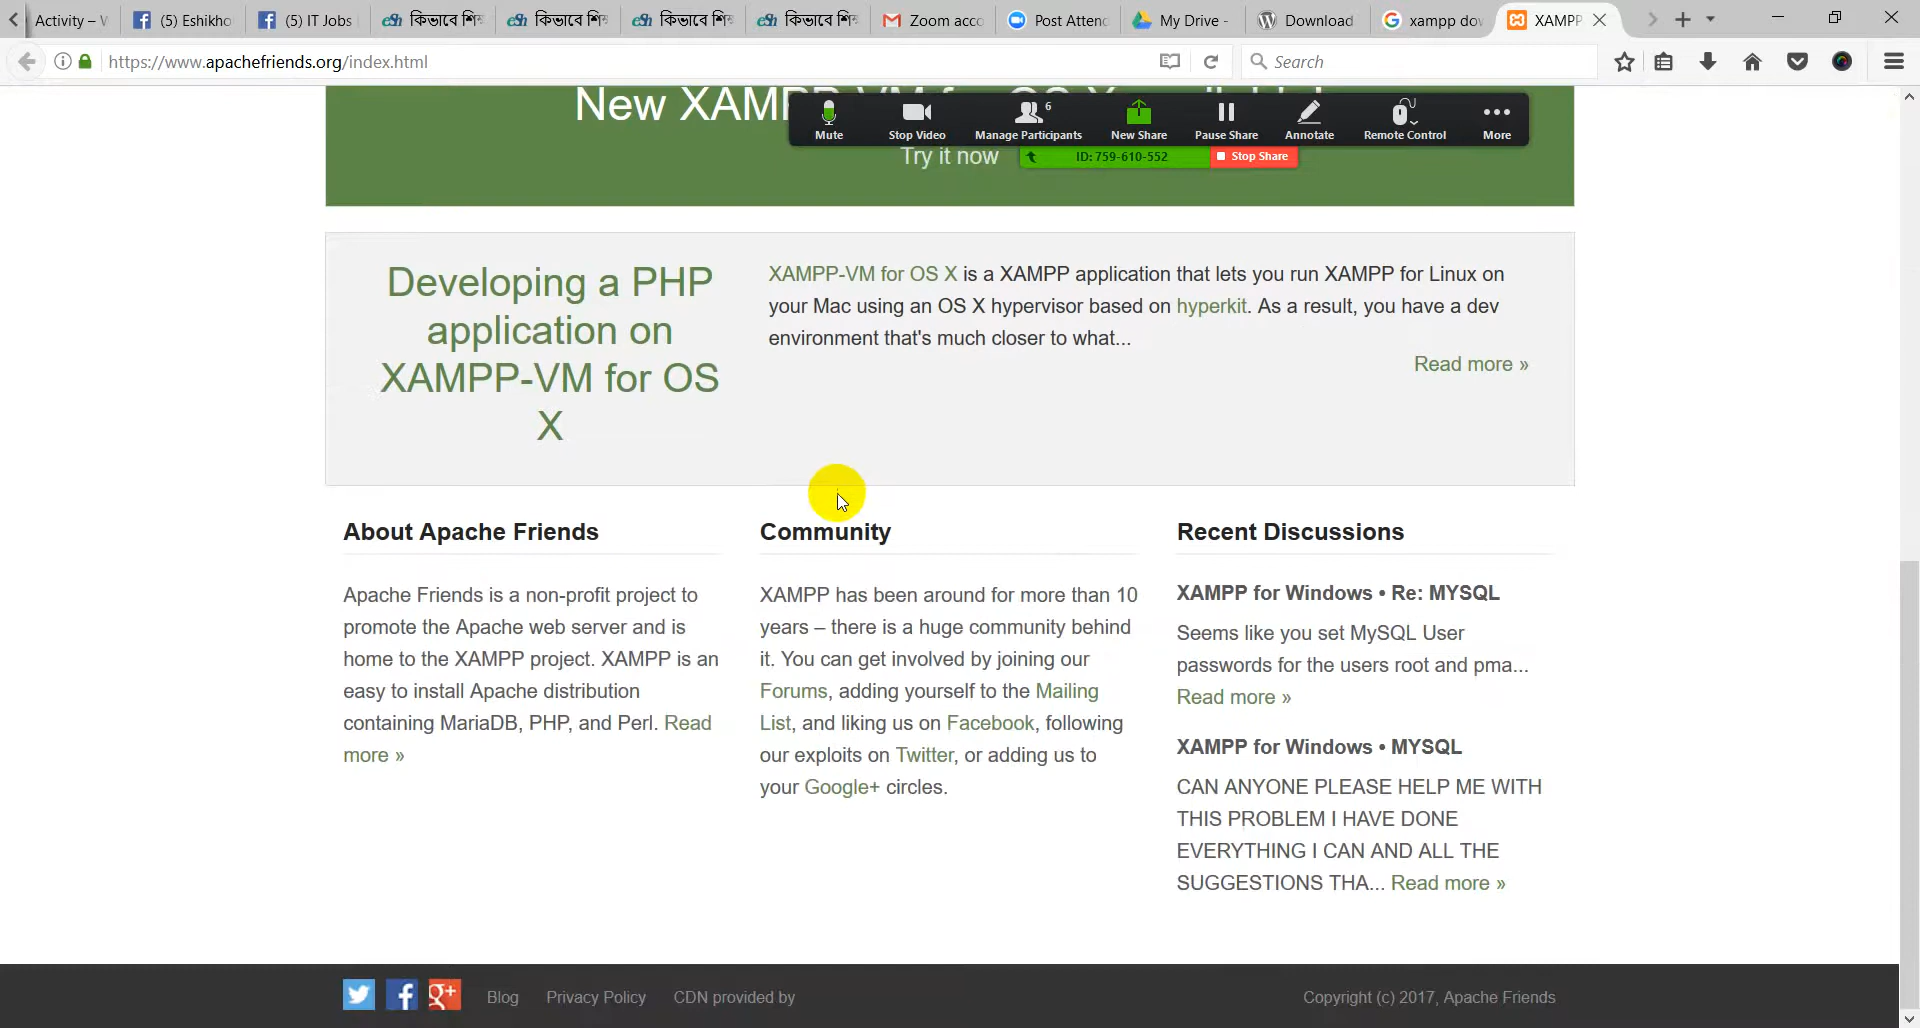 Activity – W
(5) Eshikho
(5) IT Jobs
কিভাবে শি
কিভাবে শি
কিভাবে শি
কিভাবে শি
Zoom acco
Post Atten
My Drive -
Download
xampp do
XAMPP
https://www.apachefriends.org/index.html
Search
New XAMP
Mute
Stop Video
6
Manage Participants
New Share
Pause Share
Annotate
Remote Control
More
Try it now
ID: 759-610-552
Stop Share
Developing a PHP
application on
XAMPP-VM for OS
X
XAMPP-VM for OS X is a XAMPP application that lets you run XAMPP for Linux on
your Mac using an OS X hypervisor based on hyperkit. As a result, you have a dev
environment that's much closer to what...
Read more »
About Apache Friends
Apache Friends is a non-profit project to
promote the Apache web server and is
home to the XAMPP project. XAMPP is an
easy to install Apache distribution
containing MariaDB, PHP, and Perl. Read
more »
Community
XAMPP has been around for more than 10
years – there is a huge community behind
it. You can get involved by joining our
Forums, adding yourself to the Mailing
List, and liking us on Facebook, following
our exploits on Twitter, or adding us to
your Google+ circles.
Recent Discussions
XAMPP for Windows • Re: MYSQL
Seems like you set MySQL User
passwords for the users root and pma...
Read more »
XAMPP for Windows • MYSQL
CAN ANYONE PLEASE HELP ME WITH
THIS PROBLEM I HAVE DONE
EVERYTHING I CAN AND ALL THE
SUGGESTIONS THA... Read more »
Blog
Privacy Policy
CDN provided by
Copyright (c) 2017, Apache Friends